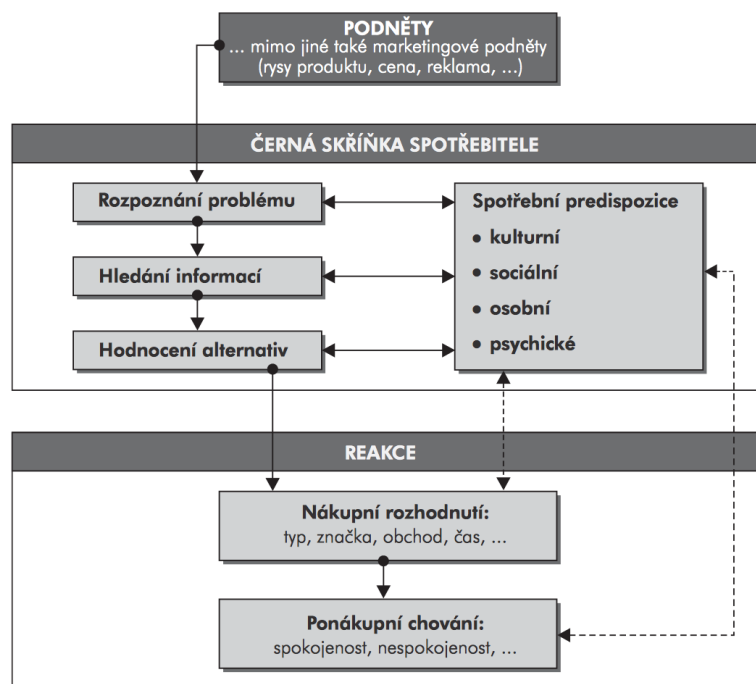 PODNĚTY
... mimo jiné také marketingové podněty
(rysy produktu, cena, reklama, ...)
ČERNÁ SKŘÍŇKA SPOTŘEBITELE
Rozpoznání problému
Hledání informací
Hodnocení alternativ
Spotřební predispozice
• kulturní
• sociální
• osobní
• psychické
REAKCE
Nákupní rozhodnutí:
typ, značka, obchod, čas, ...
Ponákupní chování:
spokojenost, nespokojenost, ...